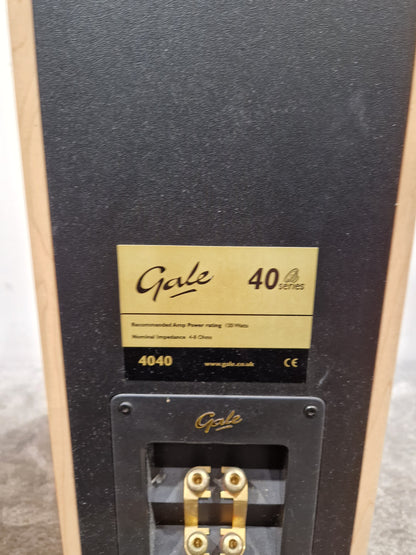 Gale 40 series
Recommended Amp Power rating 120 Watts
Nominal Impedance 4-8 Ohms
4040 www.gale.co.uk CE
Gale